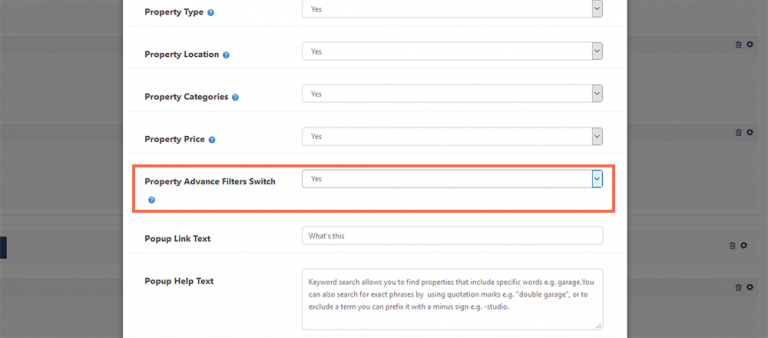 Property Type
Yes
Property Location
Yes
Property Categories
Yes
Property Price
Yes
Property Advance Filters Switch
Yes
Popup Link Text
What's this
Popup Help Text
Keyword search allows you to find properties that include specific words e.g. garage.You
can also search for exact phrases by  using quotation marks e.g. "double garage", or to
exclude a term you can prefix it with a minus sign e.g. -studio.